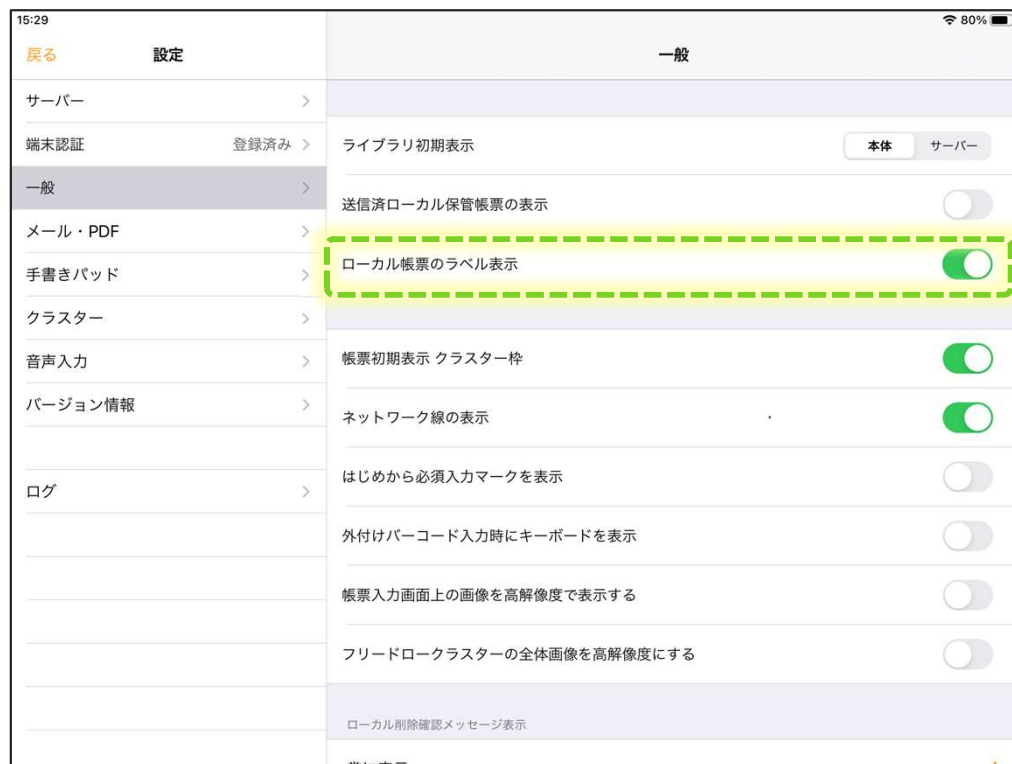 15:29
80%
戻る
設定
一般
サーバー
端末認証
登録済み
一般
メール・PDF
手書きパッド
クラスター
音声入力
バージョン情報
ログ
ライブラリ初期表示
本体
サーバー
送信済ローカル保管帳票の表示
ローカル帳票のラベル表示
帳票初期表示 クラスター枠
ネットワーク線の表示
はじめから必須入力マークを表示
外付けバーコード入力時にキーボードを表示
帳票入力画面上の画像を高解像度で表示する
フリードロークラスターの全体画像を高解像度にする
ローカル削除確認メッセージ表示